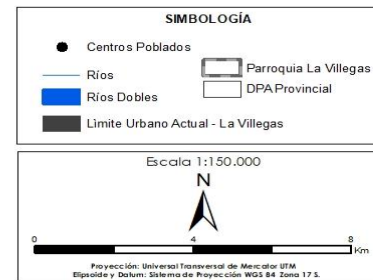 SIMBOLOGÍA
Centros Poblados
Ríos
Parroquia La Villegas
Ríos Dobles
DPA Provincial
Limite Urbano Actual - La Villegas
Escala 1:150.000
N
0 4 8
Km
Proyección: Universal Transversal de Mercator UTM
Elipsoide y Datum: Sistema de Proyección WGS 84 Zona 17 S.